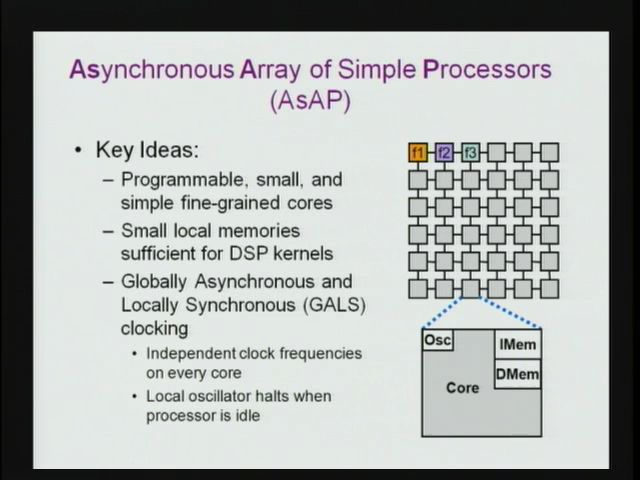 Asynchronous Array of Simple Processors
(AsAP)
• Key Ideas:
– Programmable, small, and
simple fine-grained cores
– Small local memories
sufficient for DSP kernels
– Globally Asynchronous and
Locally Synchronous (GALS)
clocking
• Independent clock frequencies
on every core
• Local oscillator halts when
processor is idle
f1 f2 f3
Osc
IMem
DMem
Core